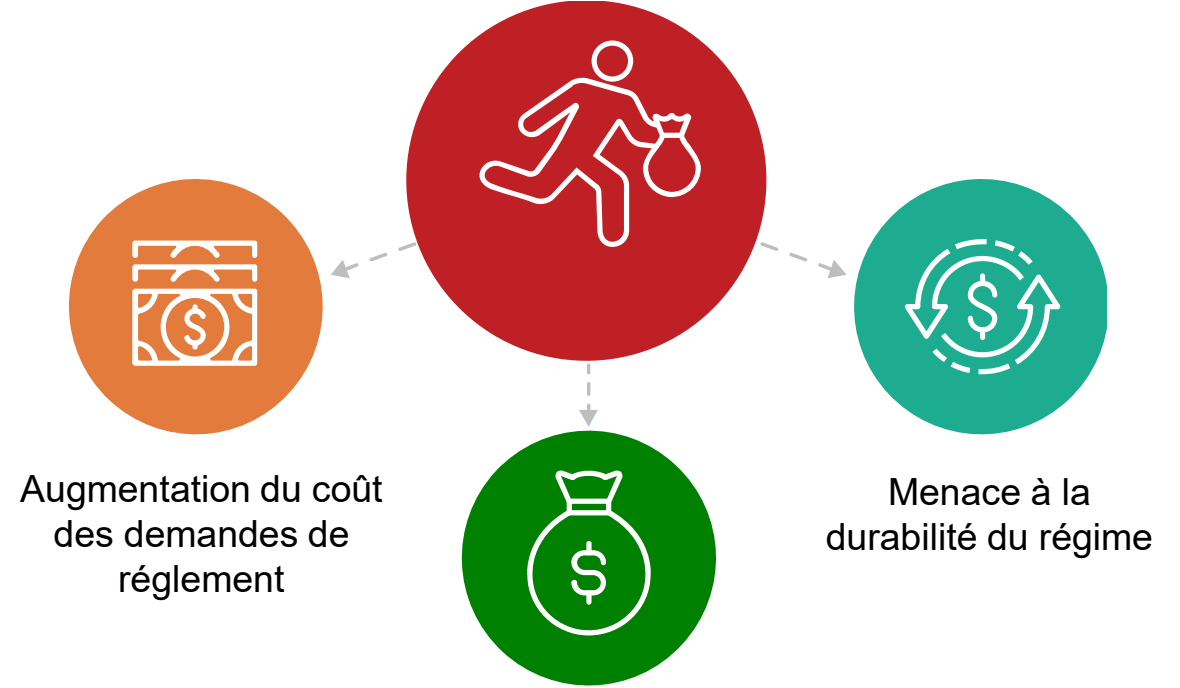 Augmentation du coût
des demandes de
réglement
Menace à la
durabilité du régime